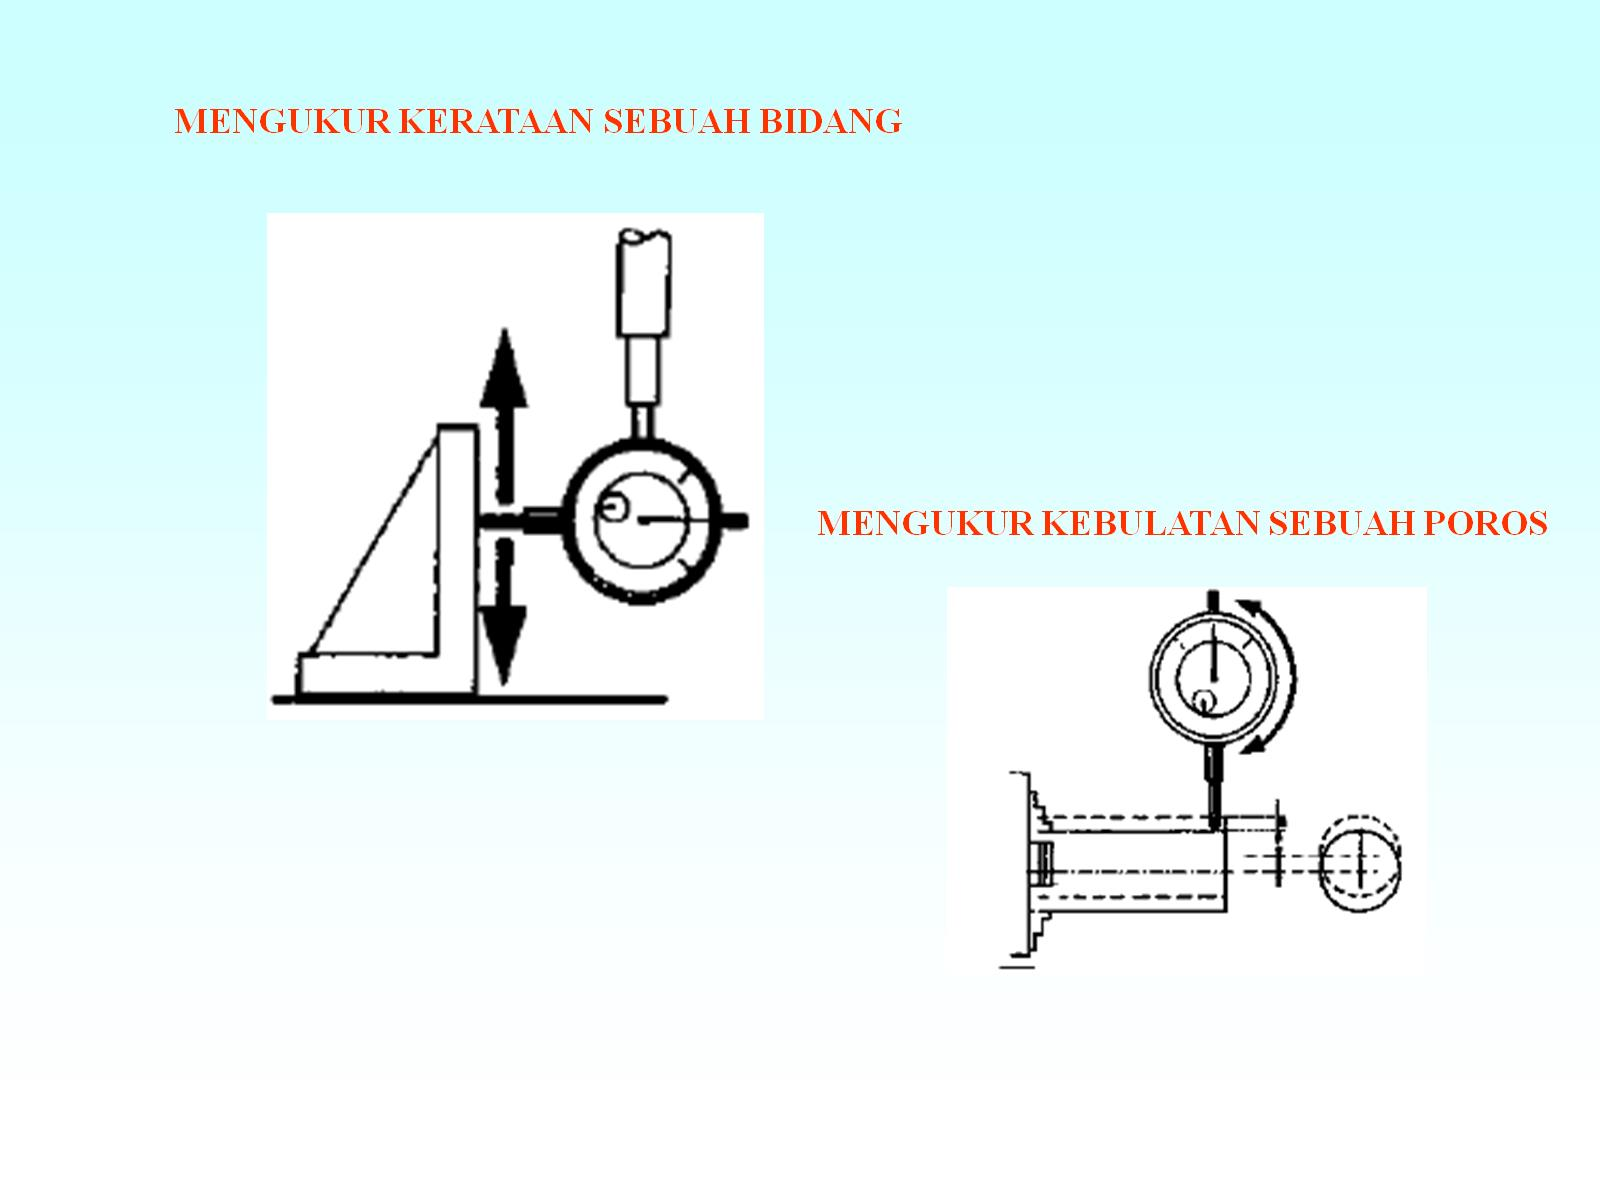 MENGUKUR KERATAAN SEBUAH BIDANG
MENGUKUR KEBULATAN SEBUAH POROS